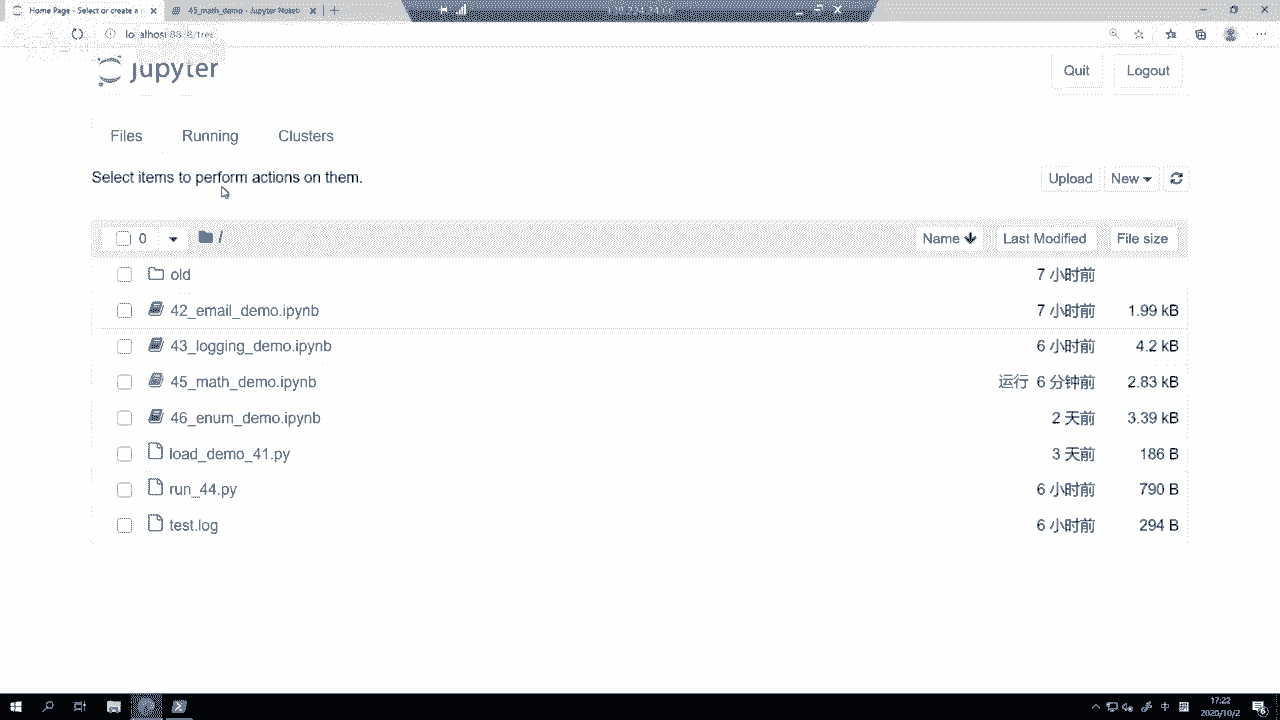 Home Page - Select or create a
45_math_demo - Jupyter Noteb
jupyter
Quit
Logout
Files
Running
Clusters
Select items to perform actions on them.
Upload
New
0
/
Name
Last Modified
File size
old
7 小时前
42_email_demo.ipynb
7 小时前
1.99 kB
43_logging_demo.ipynb
6 小时前
4.2 kB
45_math_demo.ipynb
运行 6 分钟前
2.83 kB
46_enum_demo.ipynb
2 天前
3.39 kB
load_demo_41.py
3 天前
186 B
run_44.py
6 小时前
790 B
test.log
6 小时前
294 B
中
17:22
2020/10/2